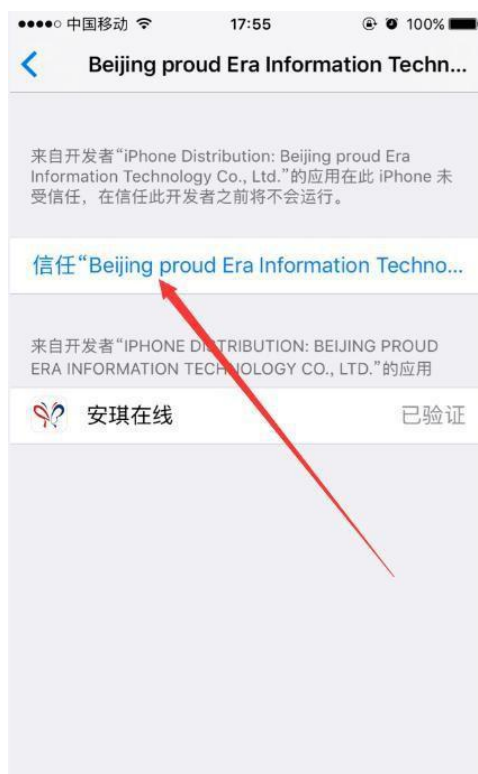 中国移动 17:55 100%
Beijing proud Era Information Techn...
来自开发者“iPhone Distribution: Beijing proud Era
Information Technology Co., Ltd.”的应用在此 iPhone 未
受信任，在信任此开发者之前将不会运行。
信任“Beijing proud Era Information Techno...
来自开发者“IPHONE DISTRIBUTION: BEIJING PROUD
ERA INFORMATION TECHNOLOGY CO., LTD.”的应用
安琪在线 已验证